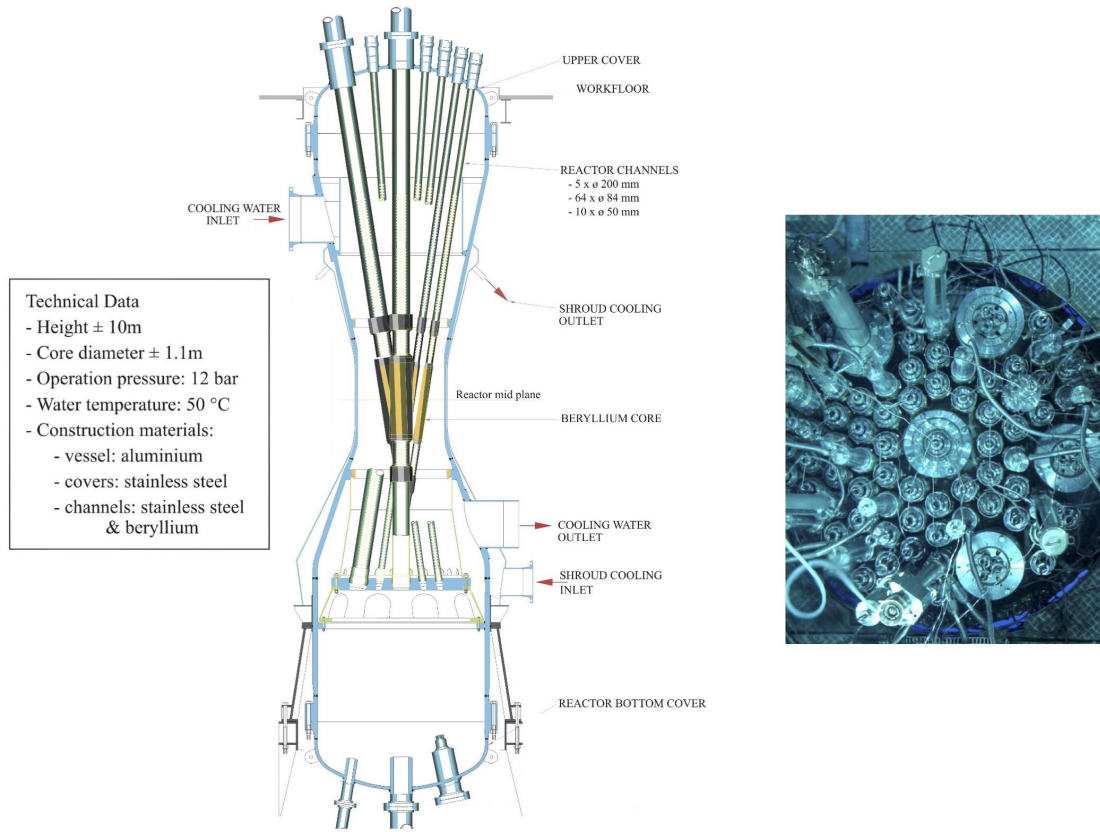 UPPER COVER
WORKFLOOR
REACTOR CHANNELS
- 5 x ø 200 mm
- 64 x ø 84 mm
- 10 x ø 50 mm
COOLING WATER
INLET
SHROUD COOLING
OUTLET
Technical Data
- Height ± 10m
- Core diameter ± 1.1m
- Operation pressure: 12 bar
- Water temperature: 50 °C
- Construction materials:
- vessel: aluminium
- covers: stainless steel
- channels: stainless steel
& beryllium
Reactor mid plane
BERYLLIUM CORE
COOLING WATER
OUTLET
SHROUD COOLING
INLET
REACTOR BOTTOM COVER